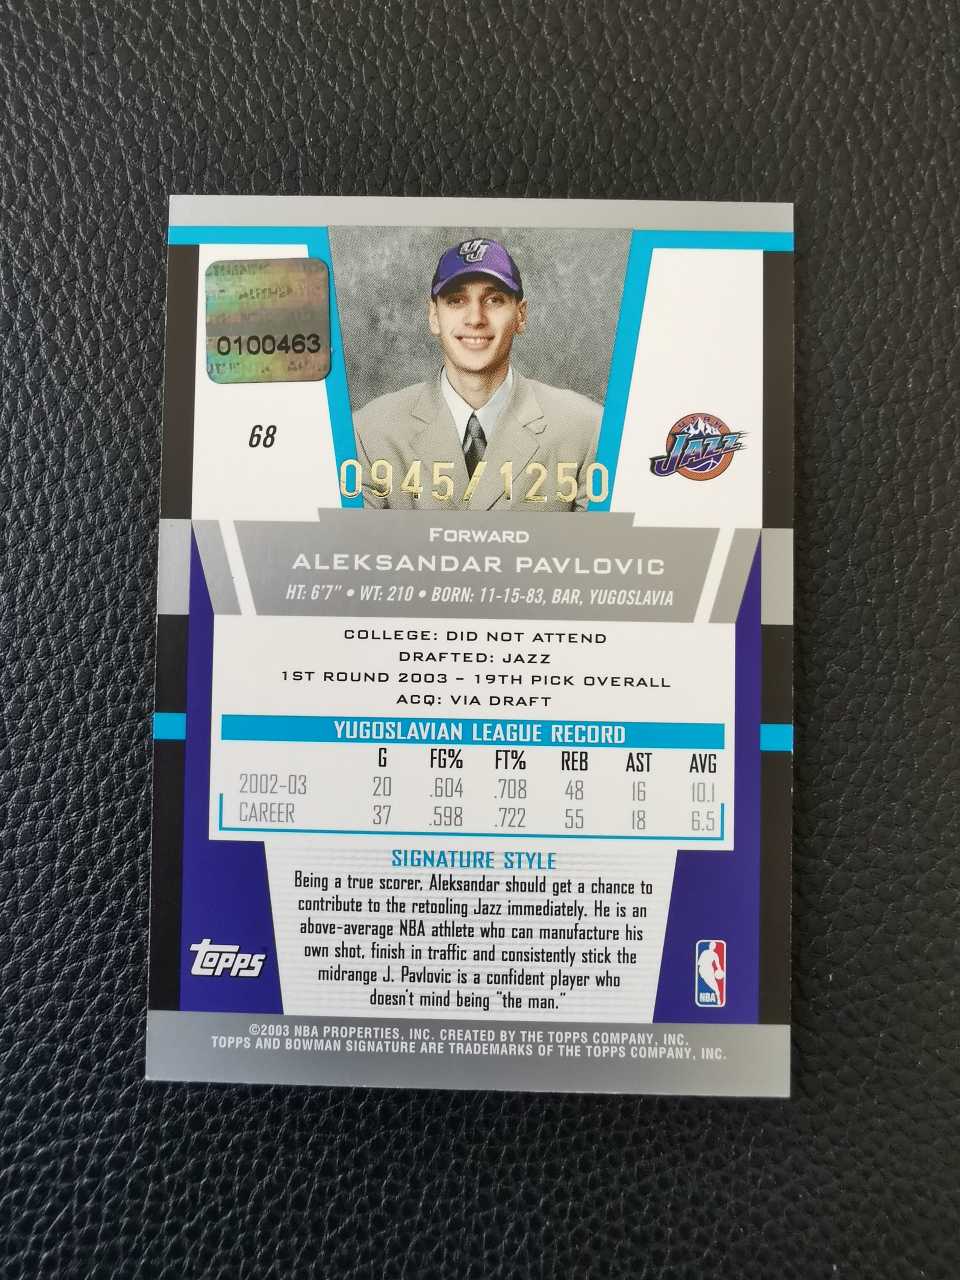 UJ
0100463
68
UTAH
JAZZ
0945/1250
FORWARD
ALEKSANDAR PAVLOVIC
HT: 6'7" • WT: 210 • BORN: 11-15-83, BAR, YUGOSLAVIA
COLLEGE: DID NOT ATTEND
DRAFTED: JAZZ
1ST ROUND 2003 – 19TH PICK OVERALL
ACQ: VIA DRAFT
YUGOSLAVIAN LEAGUE RECORD
G FG% FT% REB AST AVG
2002-03 20 .604 .708 48 16 10.1
CAREER 37 .598 .722 55 18 6.5
SIGNATURE STYLE
Being a true scorer, Aleksandar should get a chance to
contribute to the retooling Jazz immediately. He is an
above-average NBA athlete who can manufacture his
own shot, finish in traffic and consistently stick the
midrange J. Pavlovic is a confident player who
doesn't mind being "the man."
Topps
NBA
©2003 NBA PROPERTIES, INC. CREATED BY THE TOPPS COMPANY, INC.
TOPPS AND BOWMAN SIGNATURE ARE TRADEMARKS OF THE TOPPS COMPANY, INC.